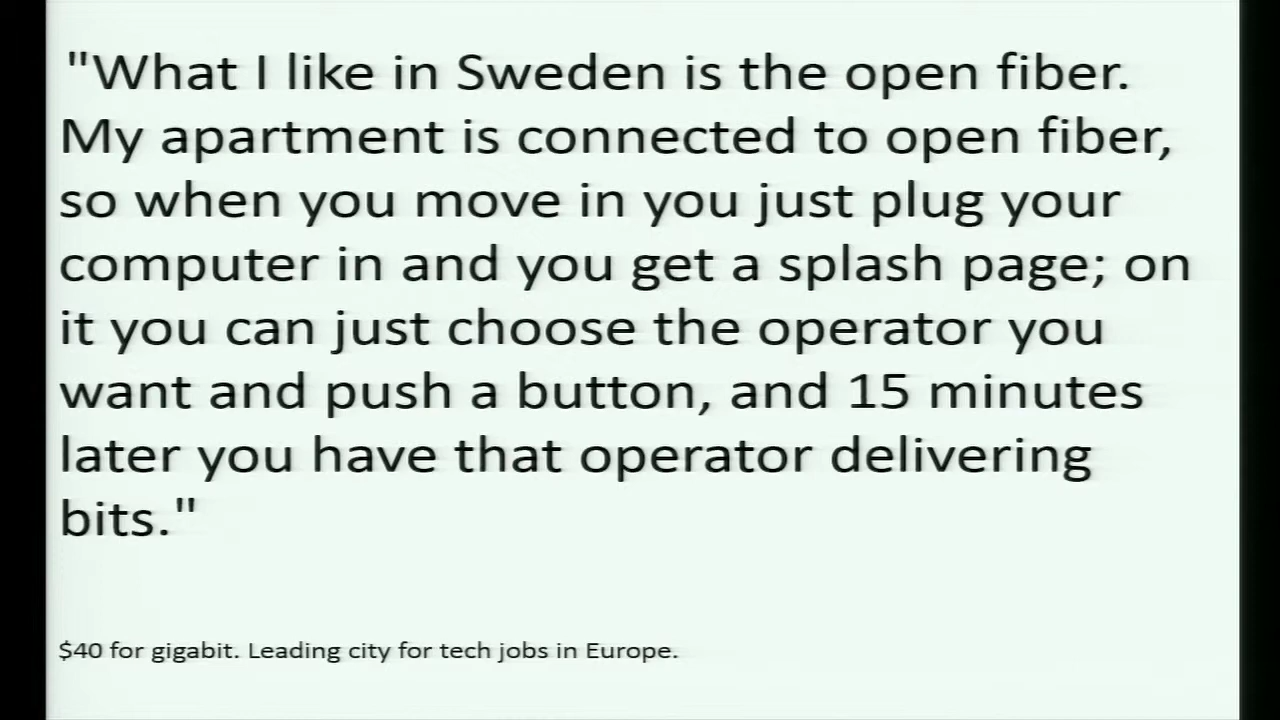 "What I like in Sweden is the open fiber.
My apartment is connected to open fiber,
so when you move in you just plug your
computer in and you get a splash page; on
it you can just choose the operator you
want and push a button, and 15 minutes
later you have that operator delivering
bits."
$40 for gigabit. Leading city for tech jobs in Europe.